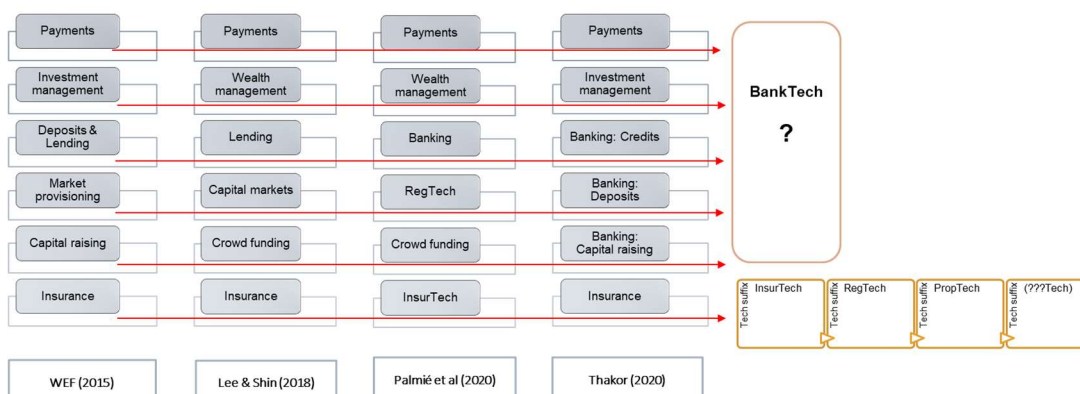 Payments
Payments
Payments
Payments
Investment
management
Wealth
management
Wealth
management
Investment
management
Deposits &
Lending
Lending
Banking
Banking: Credits
Market
provisioning
Capital markets
RegTech
Banking:
Deposits
Capital raising
Crowd funding
Crowd funding
Banking:
Capital raising
Insurance
Insurance
InsurTech
Insurance
WEF (2015)
Lee & Shin (2018)
Palmié et al (2020)
Thakor (2020)
BankTech
?
Tech suffix
InsurTech
Tech suffix
RegTech
Tech suffix
PropTech
Tech suffix
(???Tech)